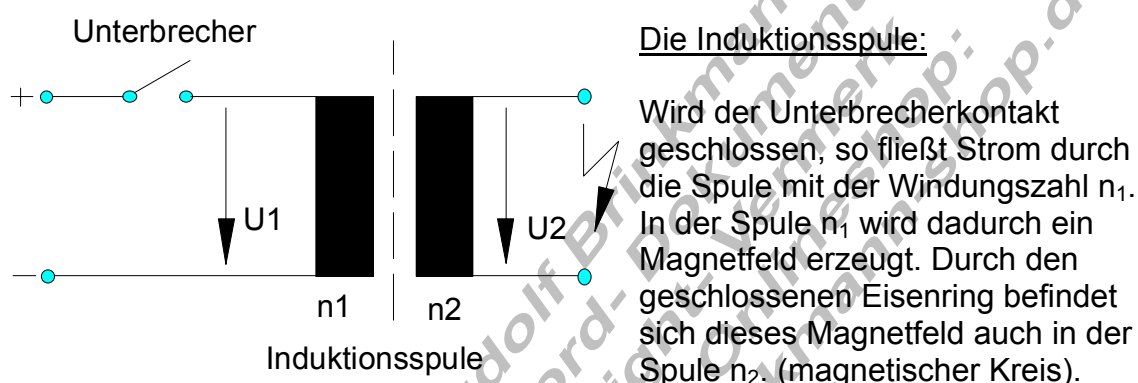 Unterbrecher
+
U1
U2
–
n1
n2
Induktionsspule
Die Induktionsspule:
Wird der Unterbrecherkontakt
geschlossen, so fließt Strom durch
die Spule mit der Windungszahl n₁.
In der Spule n₁ wird dadurch ein
Magnetfeld erzeugt. Durch den
geschlossenen Eisenring befindet
sich dieses Magnetfeld auch in der
Spule n₂. (magnetischer Kreis).